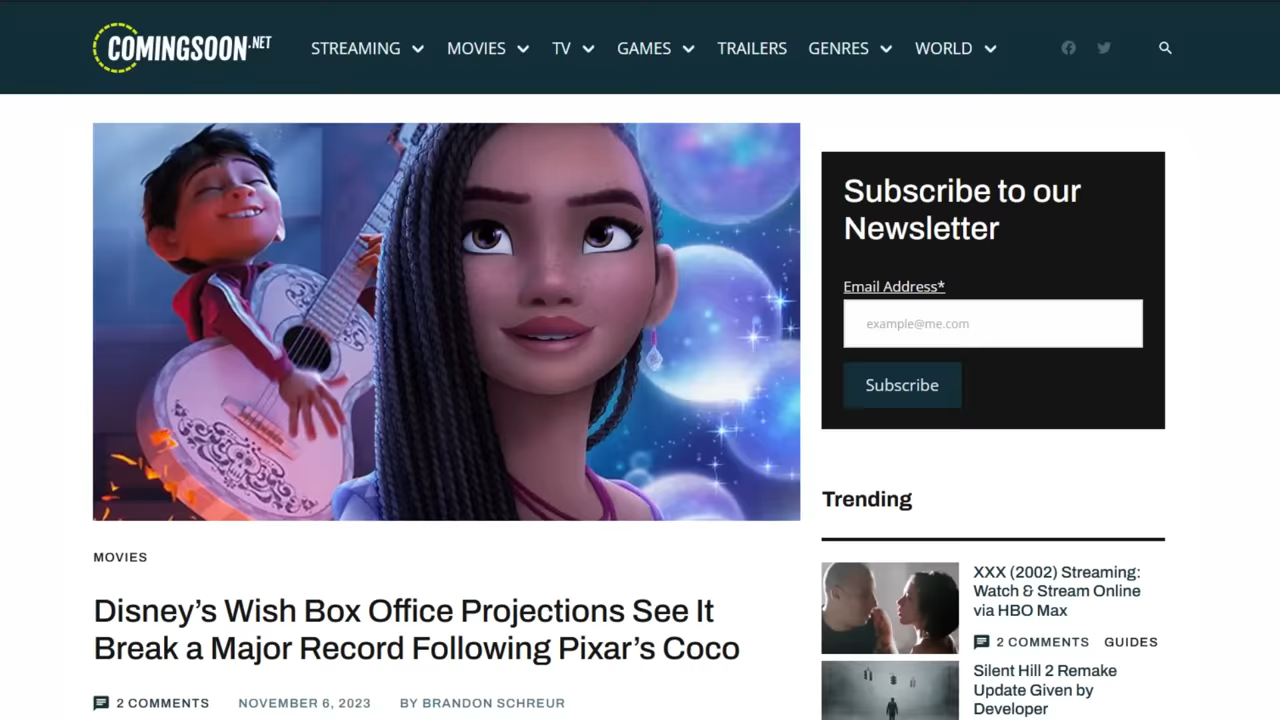 COMINGSOON.NET
STREAMING MOVIES TV GAMES TRAILERS GENRES WORLD
Subscribe to our
Newsletter
Email Address*
example@me.com
Subscribe
Trending
XXX (2002) Streaming:
Watch & Stream Online
via HBO Max
2 COMMENTS GUIDES
Silent Hill 2 Remake
Update Given by
Developer
MOVIES
Disney’s Wish Box Office Projections See It
Break a Major Record Following Pixar’s Coco
2 COMMENTS NOVEMBER 6, 2023 BY BRANDON SCHREUR